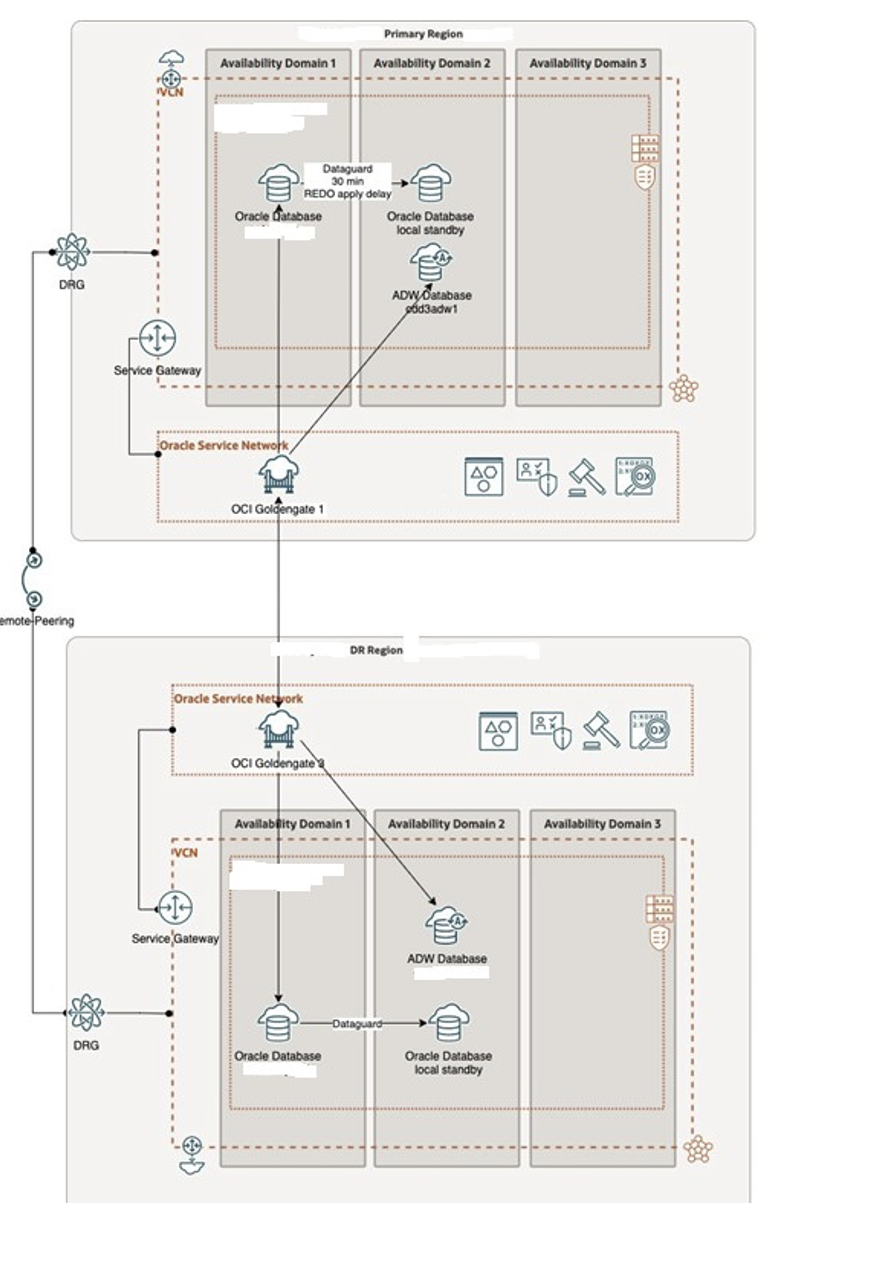 Primary Region
Availability Domain 1
Availability Domain 2
Availability Domain 3
VCN
Dataguard
30 min
REDO apply delay
Oracle Database
Oracle Database
local standby
ADW Database
cdd3adw1
DRG
Service Gateway
Oracle Service Network
OCI Goldengate 1
emote-Peering
DR Region
Oracle Service Network
OCI Goldengate 3
Availability Domain 1
Availability Domain 2
Availability Domain 3
VCN
Service Gateway
ADW Database
Dataguard
Oracle Database
Oracle Database
local standby
DRG